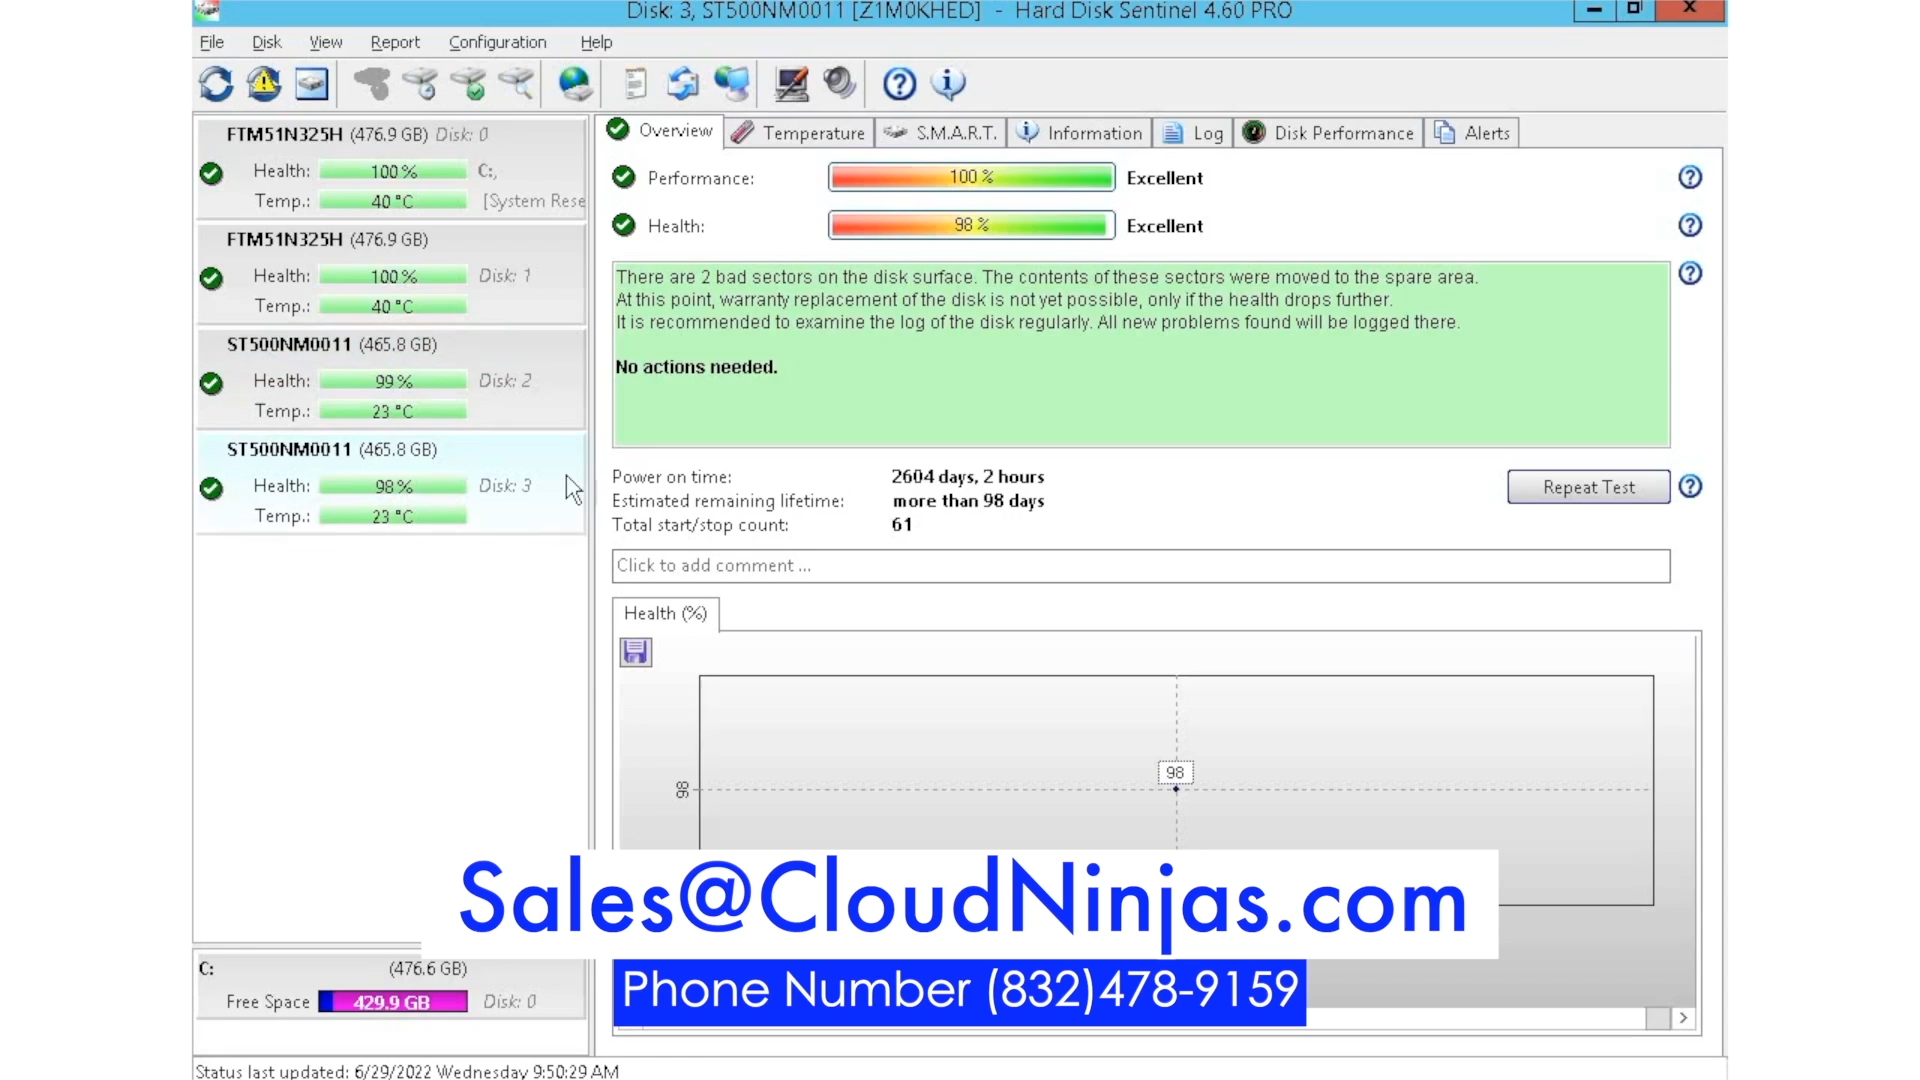 Disk: 3, ST500NM0011 [Z1M0KHED] - Hard Disk Sentinel 4.60 PRO
File Disk View Report Configuration Help
FTM51N325H (476.9 GB) Disk: 0
Health: 100 % C:,
Temp.: 40 °C [System Rese
FTM51N325H (476.9 GB)
Health: 100 % Disk: 1
Temp.: 40 °C
ST500NM0011 (465.8 GB)
Health: 99 % Disk: 2
Temp.: 23 °C
ST500NM0011 (465.8 GB)
Health: 98 % Disk: 3
Temp.: 23 °C
C: (476.6 GB)
Free Space 429.9 GB Disk: 0
Overview Temperature S.M.A.R.T. Information Log Disk Performance Alerts
Performance: 100 % Excellent
Health: 98 % Excellent
There are 2 bad sectors on the disk surface. The contents of these sectors were moved to the spare area.
At this point, warranty replacement of the disk is not yet possible, only if the health drops further.
It is recommended to examine the log of the disk regularly. All new problems found will be logged there.
No actions needed.
Power on time: 2604 days, 2 hours
Estimated remaining lifetime: more than 98 days
Total start/stop count: 61
Repeat Test
Click to add comment ...
Health (%)
98
98
Sales@CloudNinjas.com
Phone Number (832)478-9159
Status last updated: 6/29/2022 Wednesday 9:50:29 AM